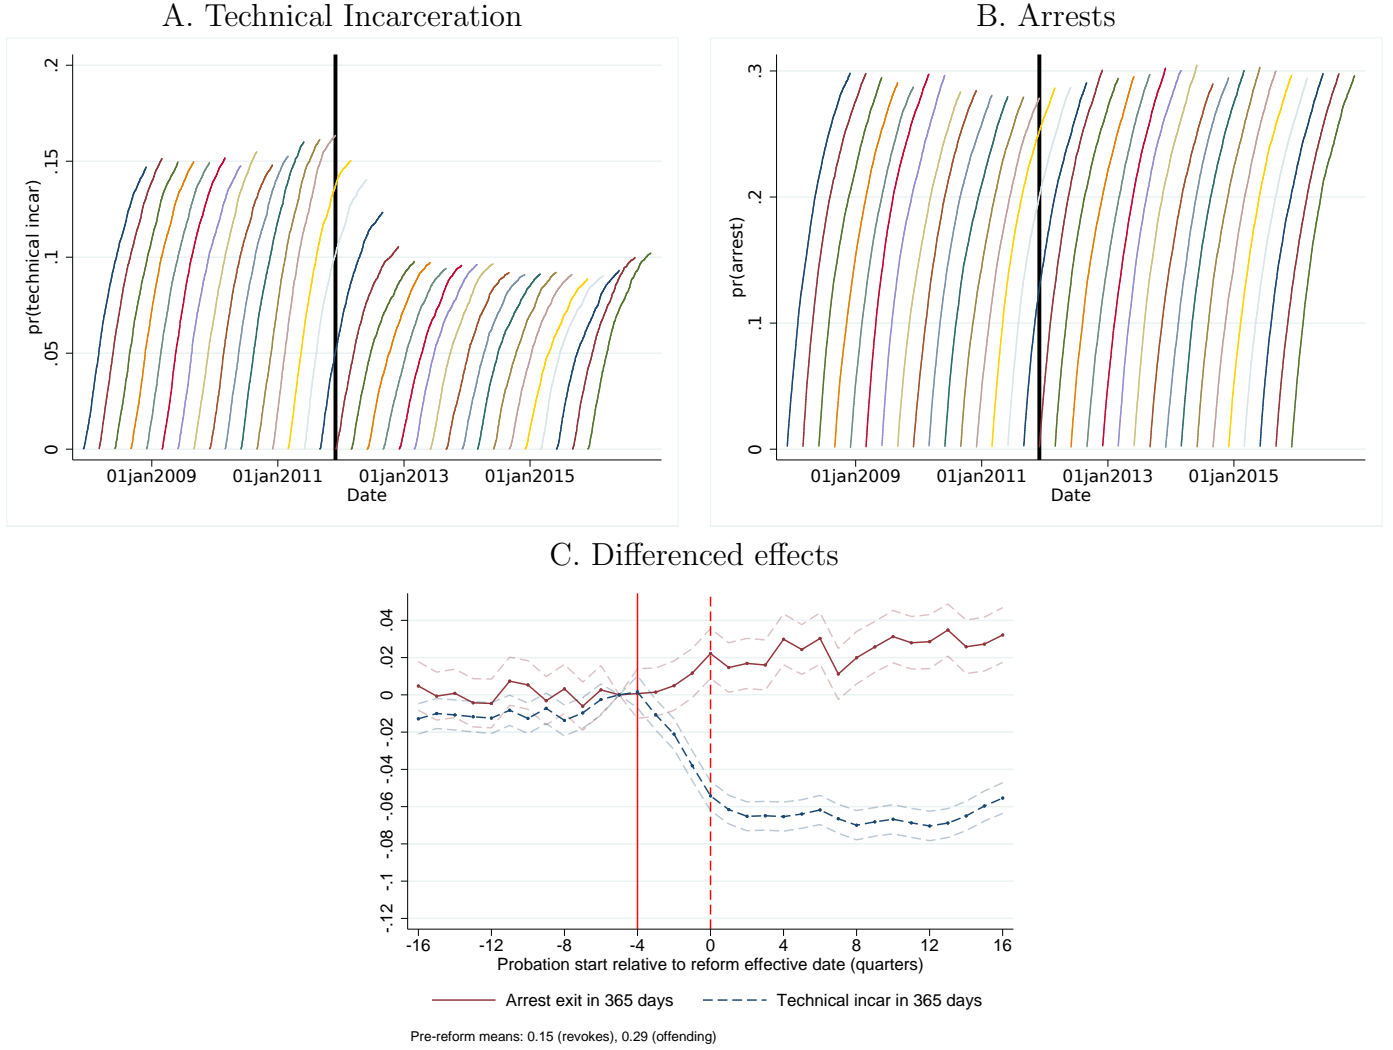 A. Technical Incarceration
.2
.15
.1
.05
0
pr(technical incar)
01jan2009 01jan2011 01jan2013 01jan2015
Date
B. Arrests
.3
.2
.1
0
pr(arrest)
01jan2009 01jan2011 01jan2013 01jan2015
Date
C. Differenced effects
.04
.02
0
-.02
-.04
-.06
-.08
-.1
-.12
-16 -12 -8 -4 0 4 8 12 16
Probation start relative to reform effective date (quarters)
Arrest exit in 365 days Technical incar in 365 days
Pre-reform means: 0.15 (revokes), 0.29 (offending)